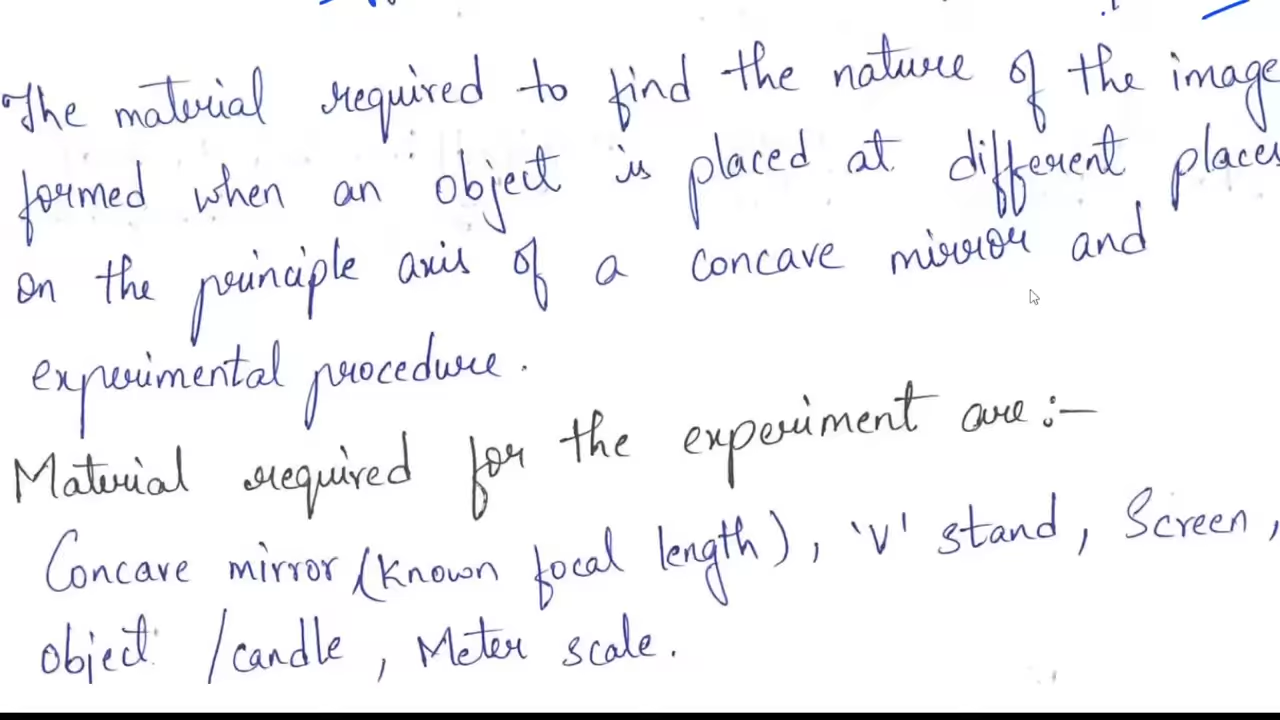 The material required to find the nature of the image
formed when an object is placed at different places
on the principle axis of a concave mirror and
experimental procedure.
Material required for the experiment are :-
Concave mirror (Known focal length), 'V' stand, Screen,
object /candle, Meter scale.